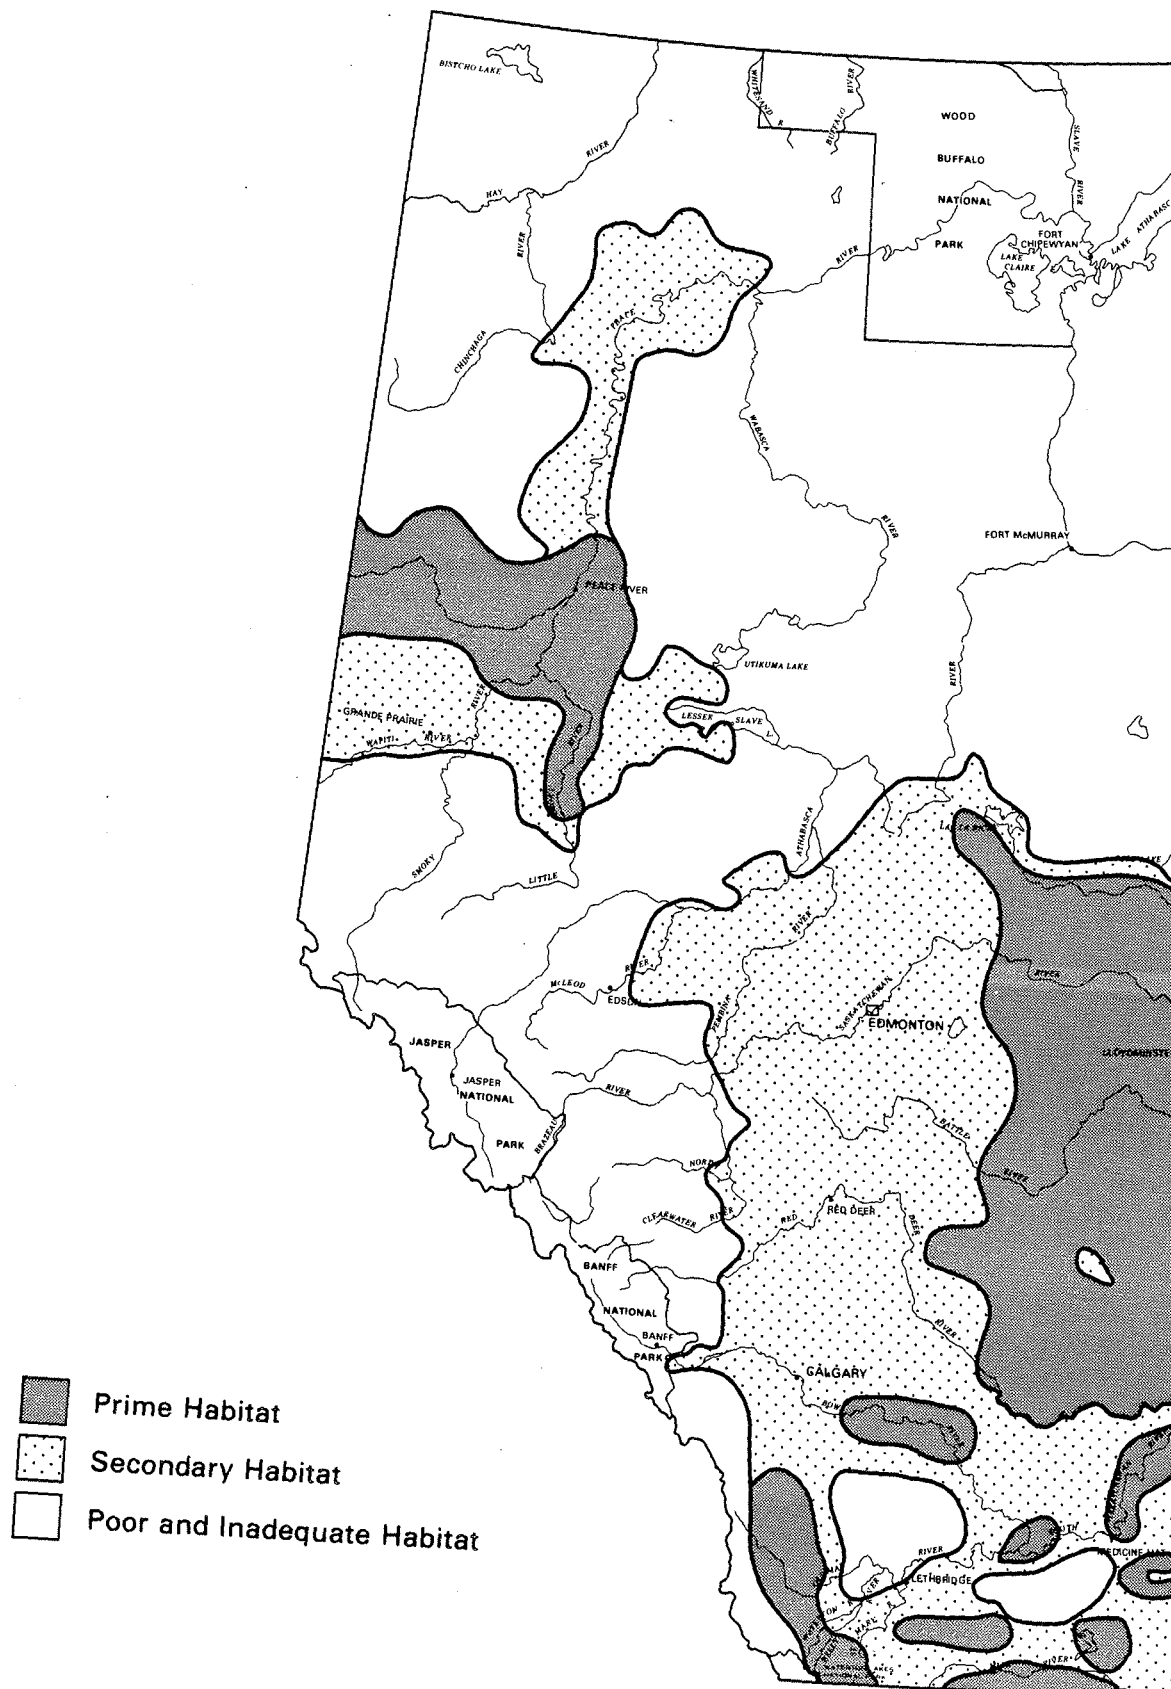 BISTCHO LAKE
WHITESAND
R.
BUFFALO
RIVER
WOOD
BUFFALO
NATIONAL
PARK
SLAVE
RIVER
RIVER
HAY
RIVER
RIVER
FORT
CHIPEWYAN
LAKE
CLAIRE
LAKE
PEACE
CHINCHAGA
WABASCA
RIVER
FORT McMURRAY
PEACE RIVER
UTIKUMA LAKE
RIVER
RIVER
GRANDE PRAIRIE
WAPITI
RIVER
LESSER
SLAVE
L.
RIVER
ATHABASCA
SMOKY
LITTLE
RIVER
RIVER
McLEOD
RIVER
PEMBINA
SASKATCHEWAN
EDMONTON
JASPER
JASPER
NATIONAL
PARK
RIVER
BRAZEAU
BATTLE
RIVER
CLEARWATER
RIVER
RED
RED DEER
DEER
RIVER
BANFF
NATIONAL
BANFF
PARK
CALGARY
BOW
RIVER
Prime Habitat
Secondary Habitat
Poor and Inadequate Habitat
RIVER
LETHBRIDGE
RIVER